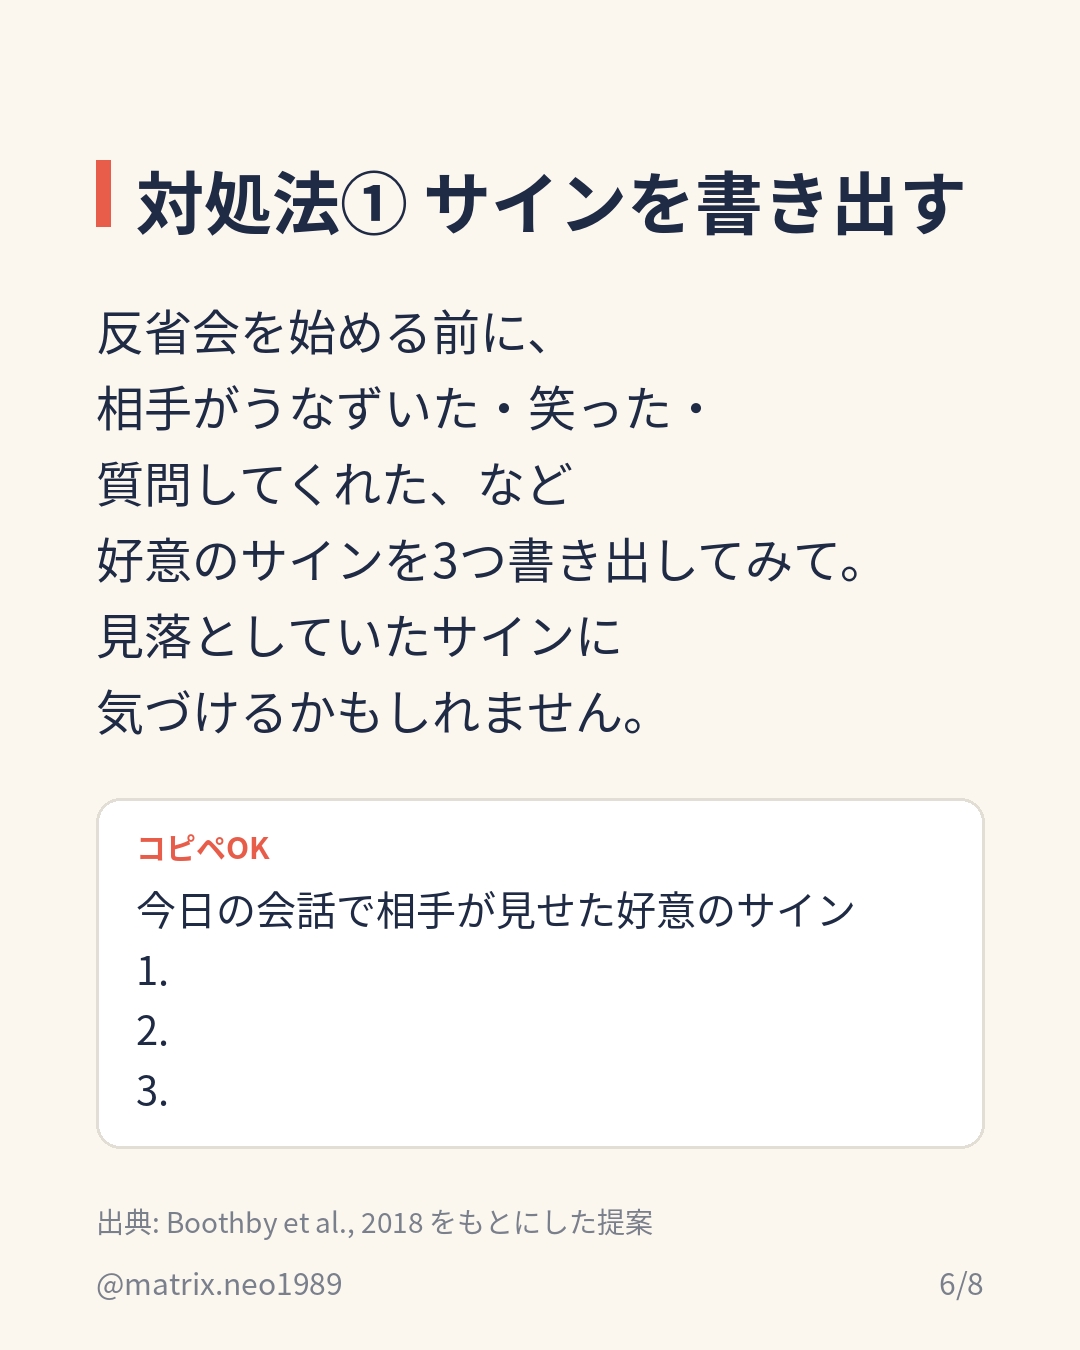 対処法① サインを書き出す
反省会を始める前に、
相手がうなずいた・笑った・
質問してくれた、など
好意のサインを3つ書き出してみて。
見落としていたサインに
気づけるかもしれません。
コピペOK
今日の会話で相手が見せた好意のサイン
1.
2.
3.
出典: Boothby et al., 2018 をもとにした提案
@matrix.neo1989
6/8